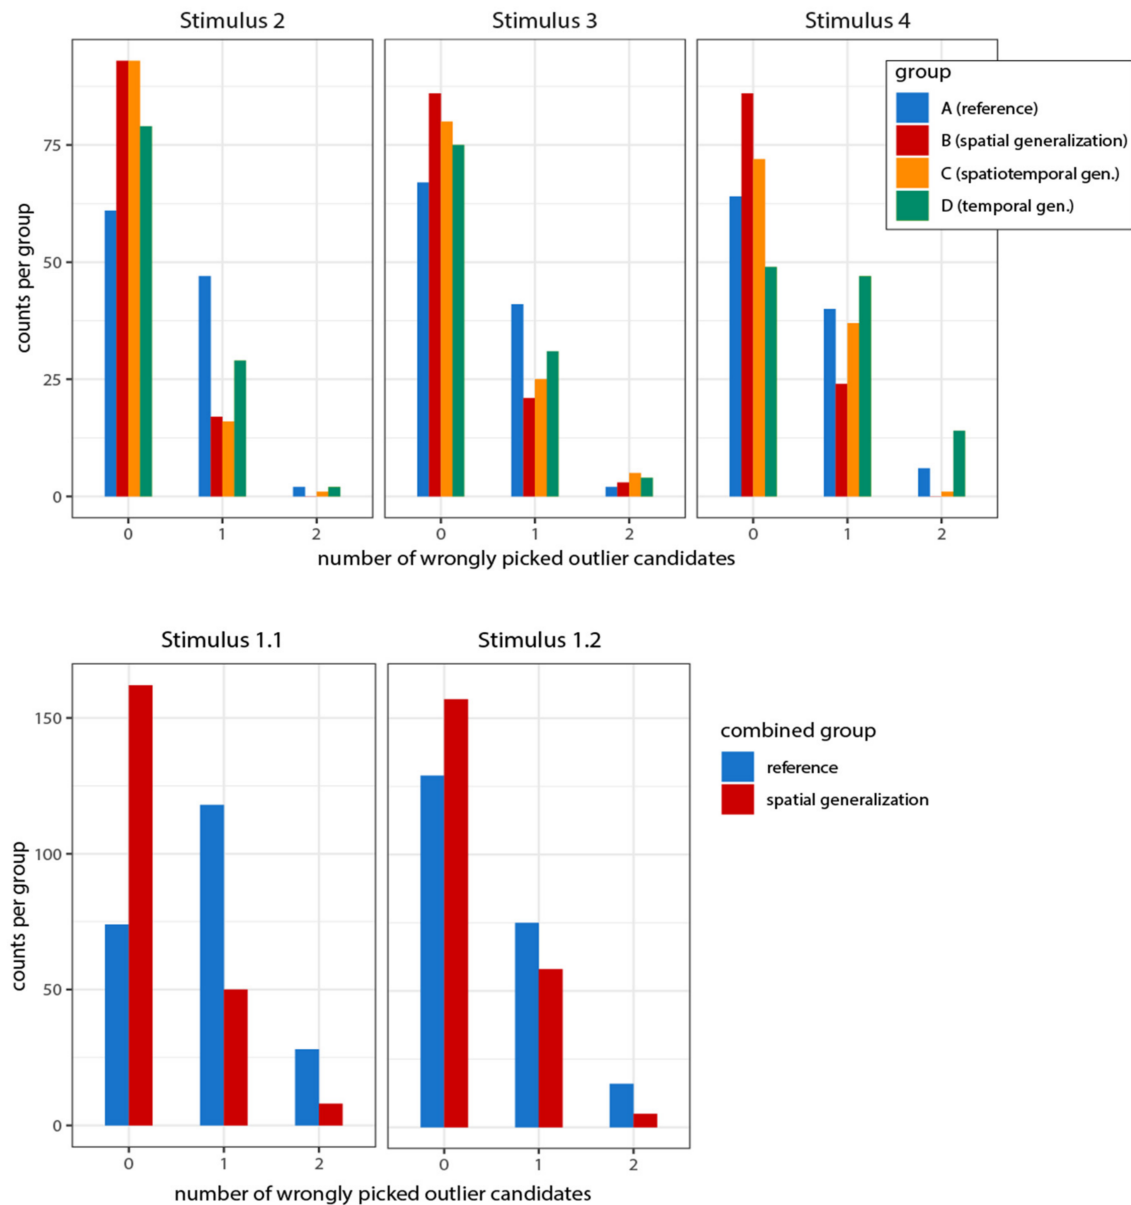 Stimulus 2
Stimulus 3
Stimulus 4
group
A (reference)
B (spatial generalization)
C (spatiotemporal gen.)
D (temporal gen.)
counts per group
75
50
25
0
0 1 2
0 1 2
0 1 2
number of wrongly picked outlier candidates
Stimulus 1.1
Stimulus 1.2
combined group
reference
spatial generalization
counts per group
150
100
50
0
0 1 2
0 1 2
number of wrongly picked outlier candidates